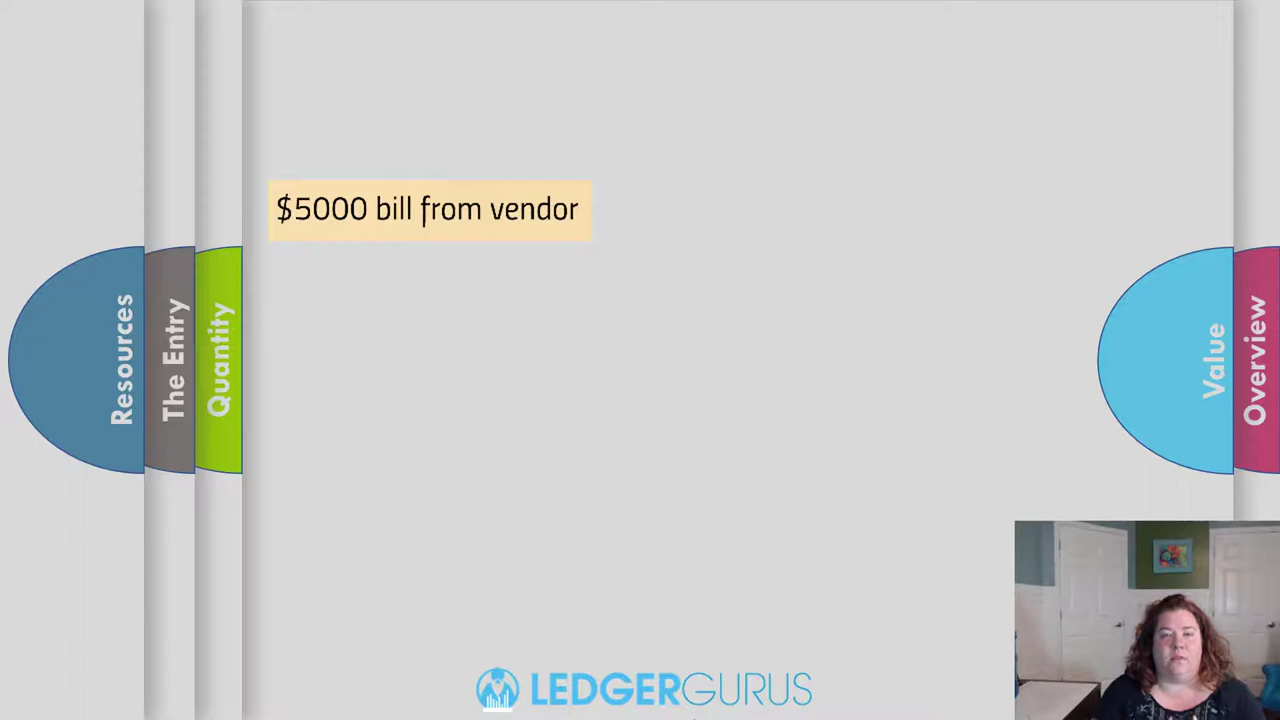 $5000 bill from vendor
Resources
The Entry
Quantity
Value
Overview
LEDGERGURUS